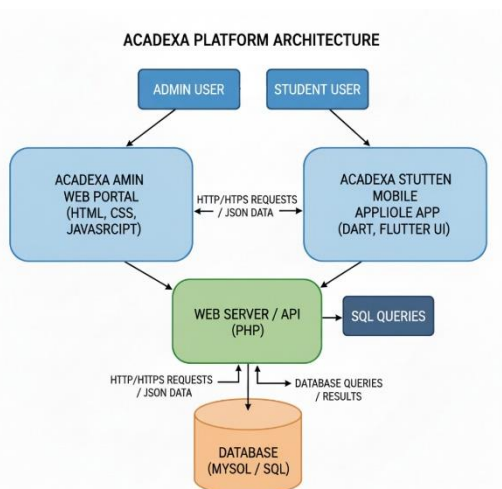 ACADEXA PLATFORM ARCHITECTURE
ADMIN USER
STUDENT USER
ACADEXA AMIN
WEB PORTAL
(HTML, CSS,
JAVASRCIPT)
HTTP/HTPS REQUESTS
/ JSON DATA
ACADEXA STUTTEN
MOBILE
APPLIOLE APP
(DART, FLUTTER UI)
WEB SERVER / API
(PHP)
SQL QUERIES
HTTP/HTTPS REQUESTS
/ JSON DATA
DATABASE QUERIES
/ RESULTS
DATABASE
(MYSOL / SQL)